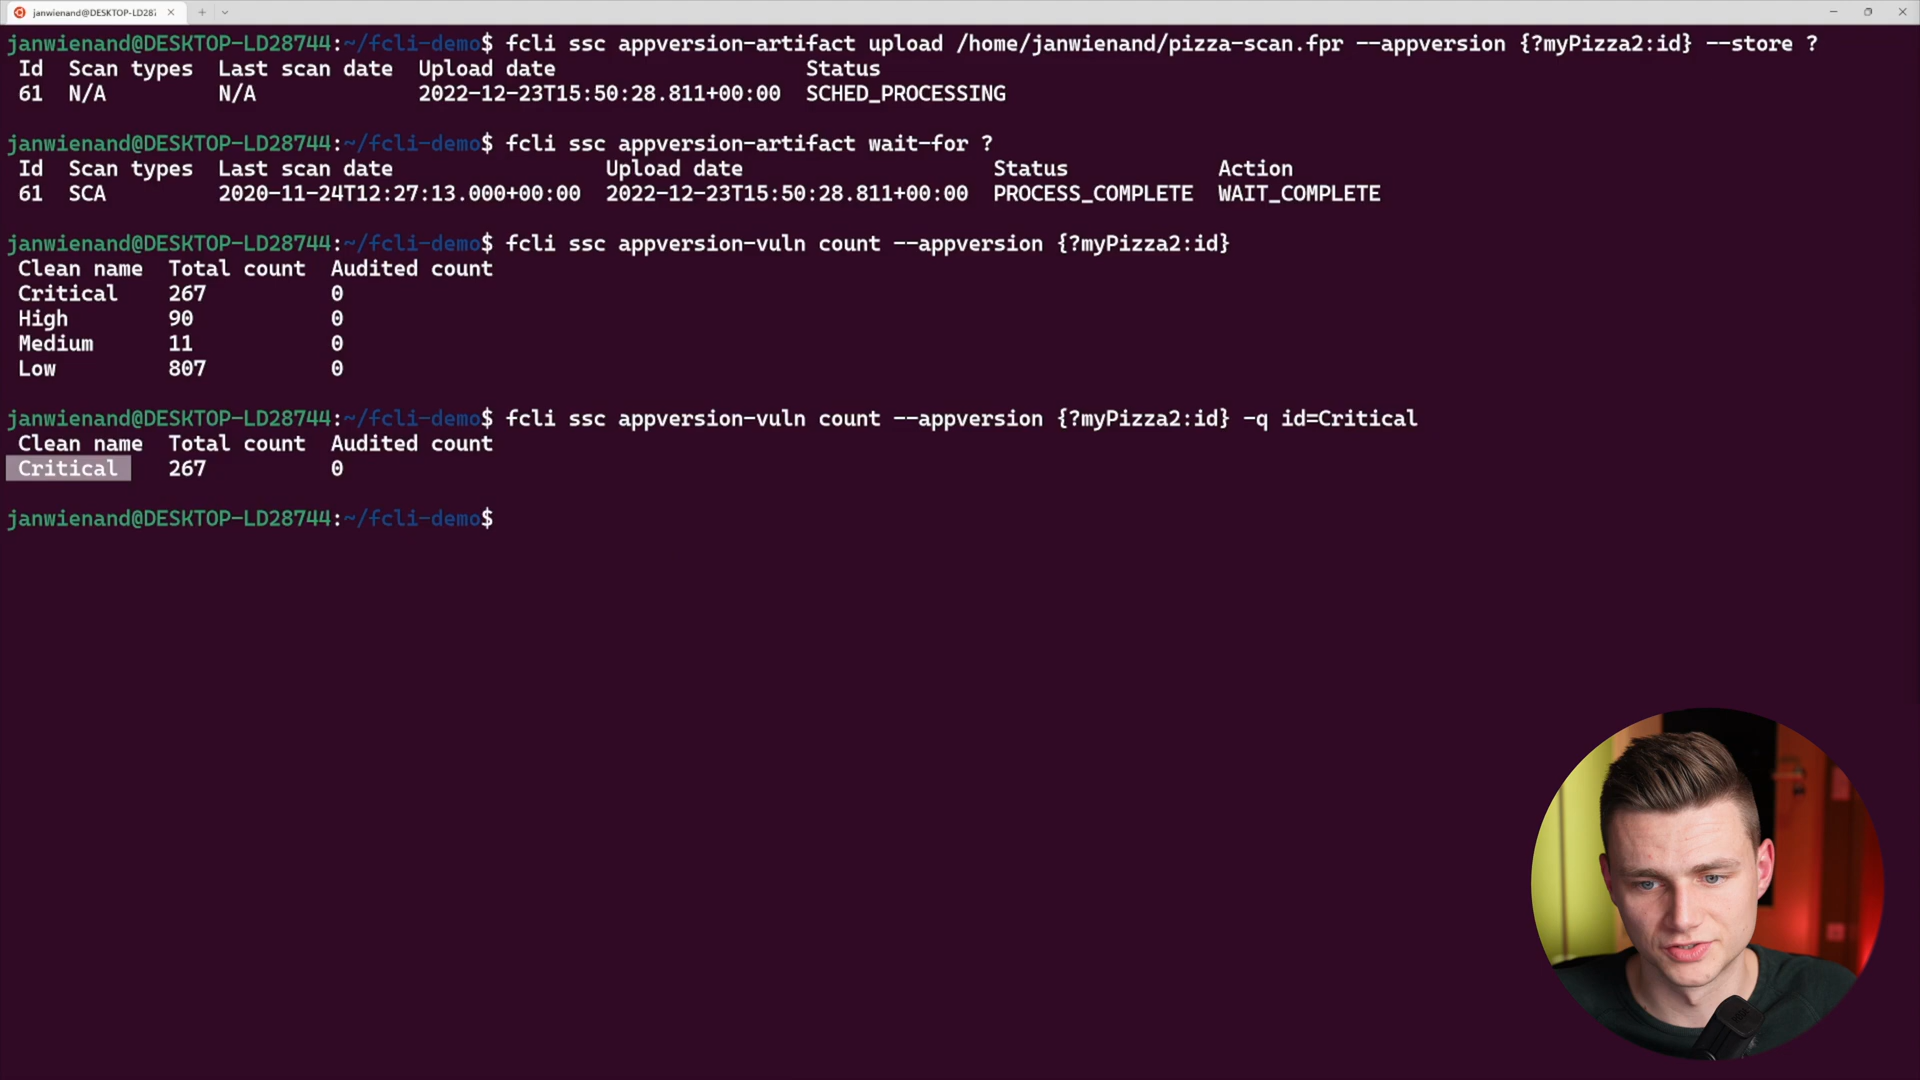 janwienand@DESKTOP-LD287
janwienand@DESKTOP-LD28744:~/fcli-demo$ fcli ssc appversion-artifact upload /home/janwienand/pizza-scan.fpr --appversion {?myPizza2:id} --store ?
Id Scan types Last scan date Upload date Status
61 N/A N/A 2022-12-23T15:50:28.811+00:00 SCHED_PROCESSING
janwienand@DESKTOP-LD28744:~/fcli-demo$ fcli ssc appversion-artifact wait-for ?
Id Scan types Last scan date Upload date Status Action
61 SCA 2020-11-24T12:27:13.000+00:00 2022-12-23T15:50:28.811+00:00 PROCESS_COMPLETE WAIT_COMPLETE
janwienand@DESKTOP-LD28744:~/fcli-demo$ fcli ssc appversion-vuln count --appversion {?myPizza2:id}
Clean name Total count Audited count
Critical 267 0
High 90 0
Medium 11 0
Low 807 0
janwienand@DESKTOP-LD28744:~/fcli-demo$ fcli ssc appversion-vuln count --appversion {?myPizza2:id} -q id=Critical
Clean name Total count Audited count
Critical 267 0
janwienand@DESKTOP-LD28744:~/fcli-demo$